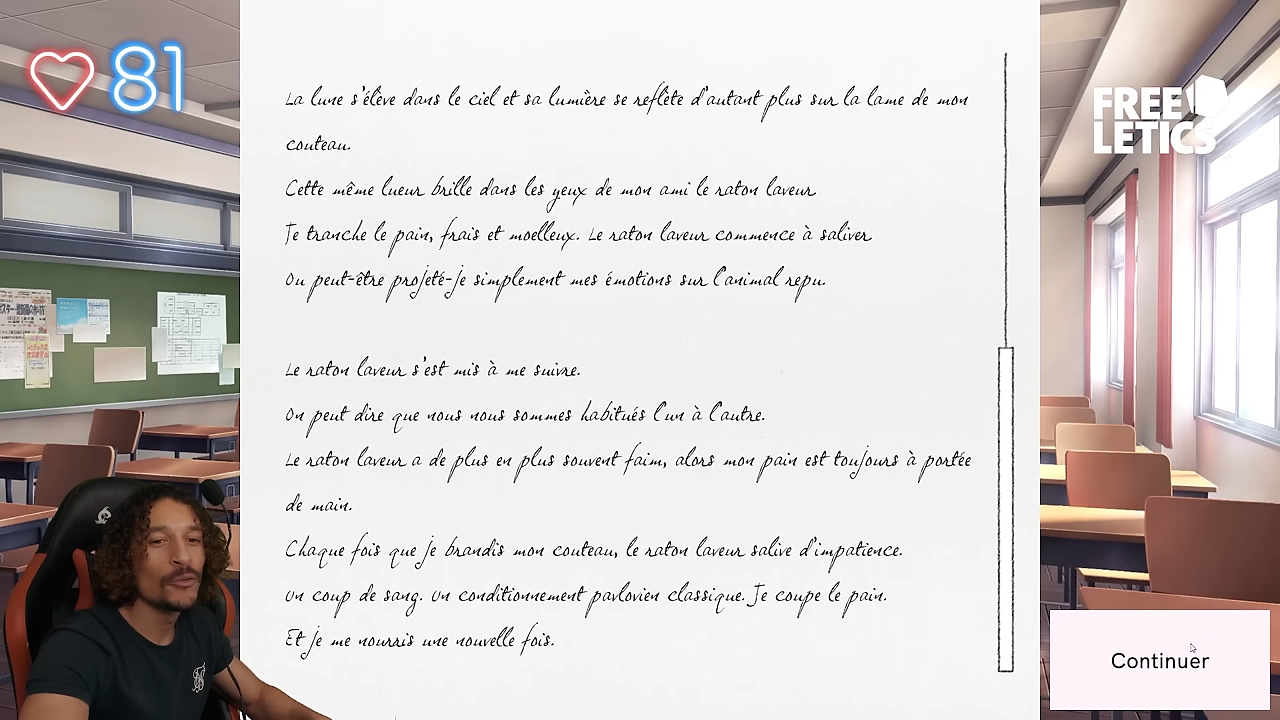 81
FREE
LETICS
La lune s'élève dans le ciel et sa lumière se reflète d'autant plus sur la lame de mon
couteau.
Cette même lueur brille dans les yeux de mon ami le raton laveur
Je tranche le pain, frais et moelleux. Le raton laveur commence à saliver
Ou peut-être projeté-je simplement mes émotions sur l'animal repu.
Le raton laveur s'est mis à me suivre.
On peut dire que nous nous sommes habitués l'un à l'autre.
Le raton laveur a de plus en plus souvent faim, alors mon pain est toujours à portée
de main.
Chaque fois que je brandis mon couteau, le raton laveur salive d'impatience.
Un coup de sang. Un conditionnement pavlovien classique. Je coupe le pain.
Et je me nourris une nouvelle fois.
Continuer